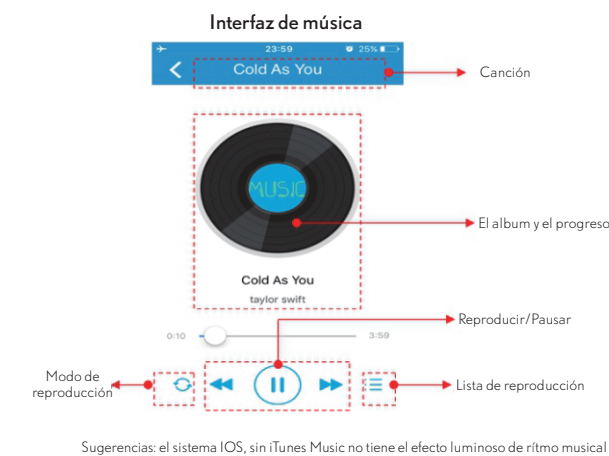 Interfaz de música
23:59
25%
Cold As You
Canción
MUSIC
El album y el progreso
Cold As You
taylor swift
Reproducir/Pausar
0:10
3:59
Modo de
reproducción
Lista de reproducción
Sugerencias: el sistema IOS, sin iTunes Music no tiene el efecto luminoso de rítmo musical